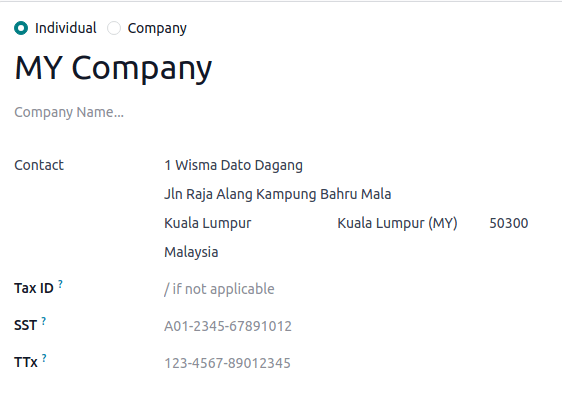 Individual Company
MY Company
Company Name...
Contact 1 Wisma Dato Dagang
Jln Raja Alang Kampung Bahru Mala
Kuala Lumpur Kuala Lumpur (MY) 50300
Malaysia
Tax ID ? / if not applicable
SST ? A01-2345-67891012
TTx ? 123-4567-89012345